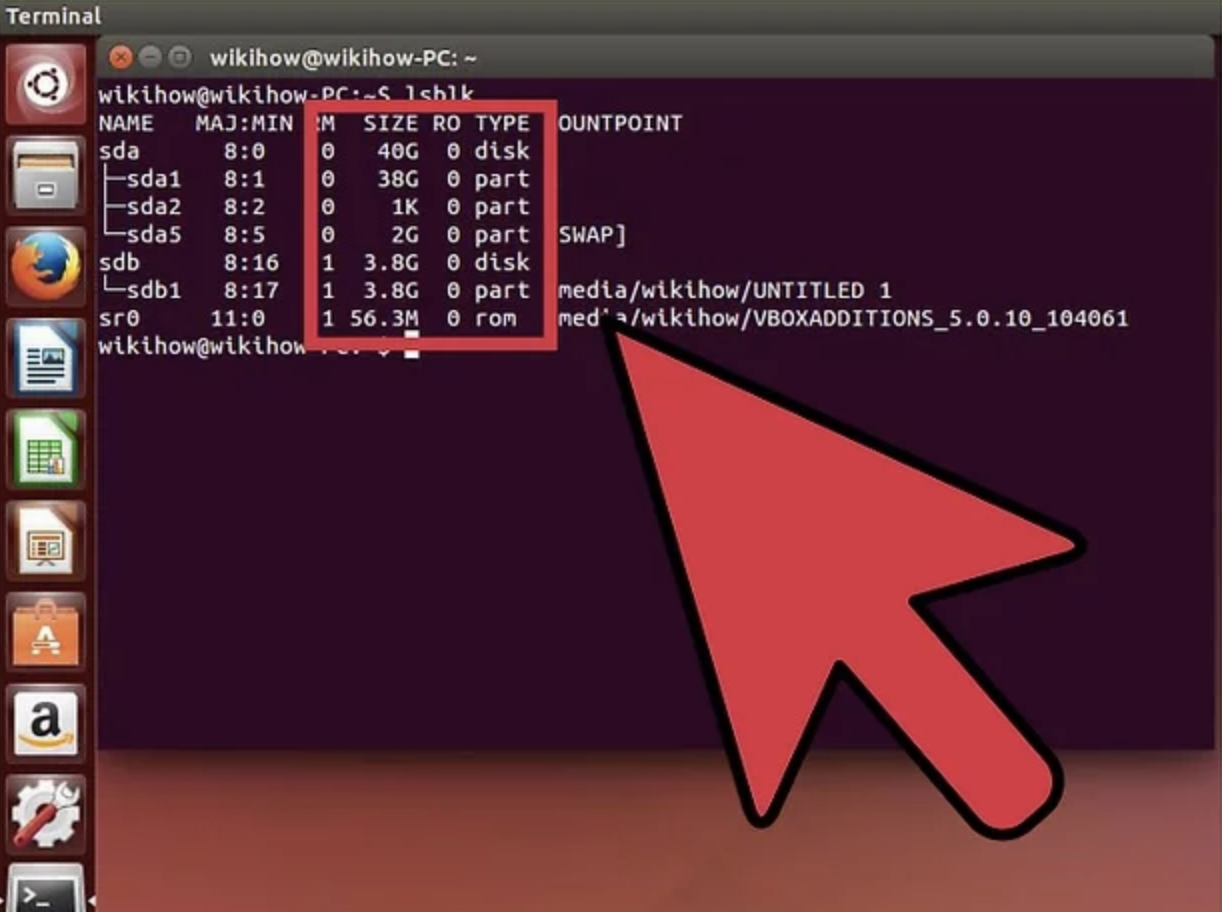 Terminal
wikihow@wikihow-PC: ~
wikihow@wikihow-PC:~$ lsblk
NAME   MAJ:MIN RM   SIZE RO TYPE OUNTPOINT
sda      8:0    0    40G  0 disk
├─sda1   8:1    0    38G  0 part
├─sda2   8:2    0     1K  0 part
└─sda5   8:5    0     2G  0 part SWAP]
sdb      8:16   1   3.8G  0 disk
└─sdb1   8:17   1   3.8G  0 part media/wikihow/UNTITLED 1
sr0     11:0    1  56.3M  0 rom  media/wikihow/VBOXADDITIONS_5.0.10_104061
wikihow@wikihow-PC:~$